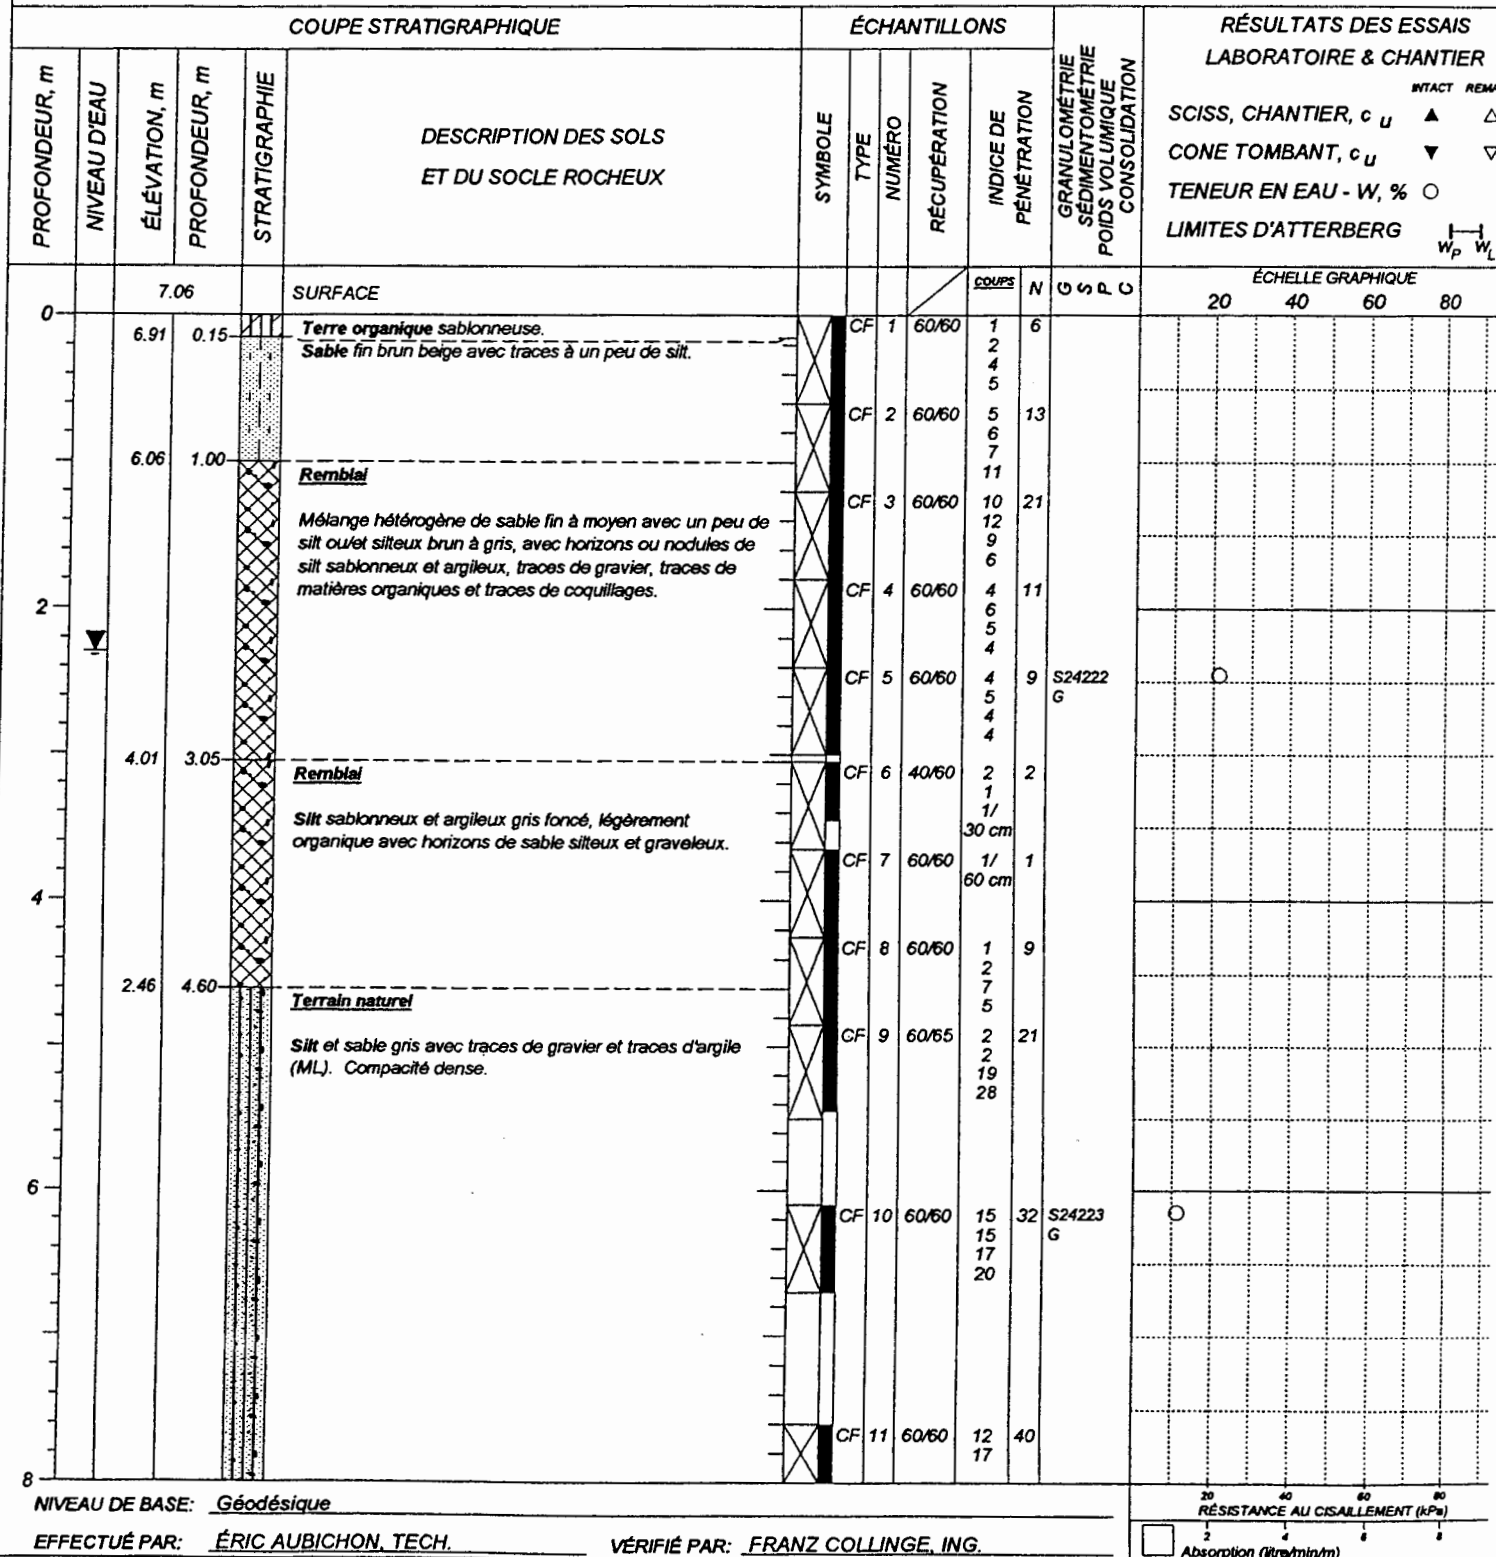 COUPE STRATIGRAPHIQUE
ÉCHANTILLONS
RÉSULTATS DES ESSAIS
LABORATOIRE & CHANTIER
PROFONDEUR, m
NIVEAU D'EAU
ÉLÉVATION, m
PROFONDEUR, m
STRATIGRAPHIE
DESCRIPTION DES SOLS
ET DU SOCLE ROCHEUX
SYMBOLE
TYPE
NUMÉRO
RÉCUPÉRATION
INDICE DE
PÉNÉTRATION
GRANULOMÉTRIE
SÉDIMENTOMÉTRIE
POIDS VOLUMIQUE
CONSOLIDATION
INTACT
SCISS, CHANTIER, c u ▲ △
CONE TOMBANT, c u ▼ ▽
TENEUR EN EAU - W, % ○
LIMITES D'ATTERBERG
W P W L
7.06 SURFACE
COUPS N G S P C
ÉCHELLE GRAPHIQUE
20 40 60 80
0
6.91 0.15
Terre organique sablonneuse.
Sable fin brun beige avec traces à un peu de silt.
CF 1 60/60 1 6
2
4
5
CF 2 60/60 5 13
6
7
11
6.06 1.00
Remblai
Mélange hétérogène de sable fin à moyen avec un peu de
silt ou/et silteux brun à gris, avec horizons ou nodules de
silt sablonneux et argileux, traces de gravier, traces de
matières organiques et traces de coquillages.
CF 3 60/60 10 21
12
9
6
2
CF 4 60/60 4 11
6
5
4
CF 5 60/60 4 9 S24222
5 G
4
4
4.01 3.05
Remblai
Silt sablonneux et argileux gris foncé, légèrement
organique avec horizons de sable silteux et graveleux.
CF 6 40/60 2 2
1
1/
30 cm
CF 7 60/60 1/ 1
60 cm
4
CF 8 60/60 1 9
2
7
5
2.46 4.60
Terrain naturel
Silt et sable gris avec traces de gravier et traces d'argile
(ML). Compacité dense.
CF 9 60/65 2 21
2
19
28
6
CF 10 60/60 15 32 S24223
15 G
17
20
CF 11 60/60 12 40
17
8
20 40 60 80
RÉSISTANCE AU CISAILLEMENT (kPa)
2 4 6 8
Absorption (litre/min/m)
NIVEAU DE BASE: Géodésique
EFFECTUÉ PAR: ÉRIC AUBICHON, TECH.
VÉRIFIÉ PAR: FRANZ COLLINGE, ING.